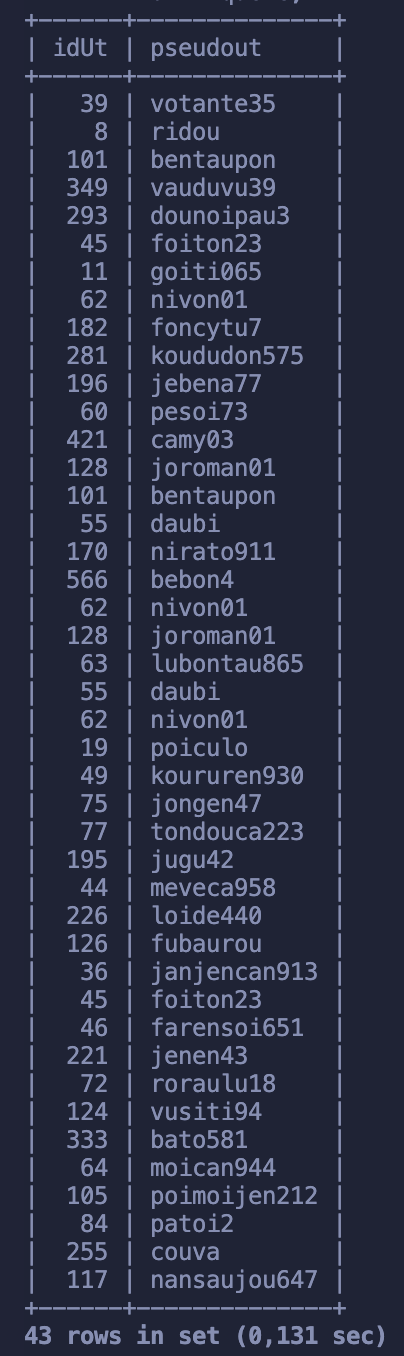 +------+---------------+
| idUt | pseudout      |
+------+---------------+
|   39 | votante35     |
|    8 | ridou         |
|  101 | bentaupon     |
|  349 | vauduvu39     |
|  293 | dounoipau3    |
|   45 | foiton23      |
|   11 | goiti065      |
|   62 | nivon01       |
|  182 | foncytu7      |
|  281 | koududon575   |
|  196 | jebena77      |
|   60 | pesoi73       |
|  421 | camy03        |
|  128 | joroman01     |
|  101 | bentaupon     |
|   55 | daubi         |
|  170 | nirato911     |
|  566 | bebon4        |
|   62 | nivon01       |
|  128 | joroman01     |
|   63 | lubontau865   |
|   55 | daubi         |
|   62 | nivon01       |
|   19 | poiculo       |
|   49 | koururen930   |
|   75 | jongen47      |
|   77 | tondouca223   |
|  195 | jugu42        |
|   44 | meveca958     |
|  226 | loide440      |
|  126 | fubaurou      |
|   36 | janjencan913  |
|   45 | foiton23      |
|   46 | farensoi651   |
|  221 | jenen43       |
|   72 | roraulu18     |
|  124 | vusiti94      |
|  333 | bato581       |
|   64 | moican944     |
|  105 | poimoijen212  |
|   84 | patoi2        |
|  255 | couva         |
|  117 | nansaujou647  |
+------+---------------+
43 rows in set (0,131 sec)